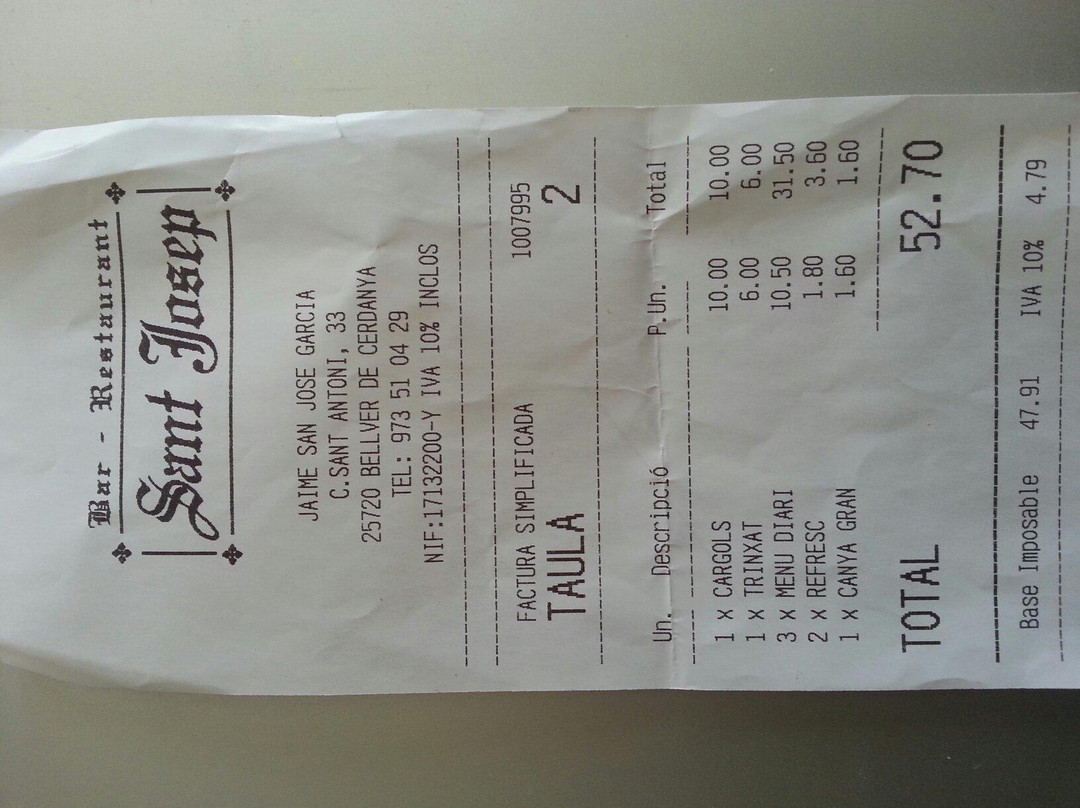 Bar - Restaurant
Sant Josep
JAIME SAN JOSE GARCIA
C.SANT ANTONI, 33
25720 BELLVER DE CERDANYA
TEL: 973 51 04 29
NIF:17132200-Y IVA 10% INCLOS
FACTURA SIMPLIFICADA 1007995
TAULA 2
Un. Descripció P.Un. Total
1 x CARGOLS 10.00 10.00
1 x TRINXAT 6.00 6.00
3 x MENU DIARI 10.50 31.50
2 x REFRESC 1.80 3.60
1 x CANYA GRAN 1.60 1.60
TOTAL 52.70
Base Imposable 47.91 IVA 10% 4.79